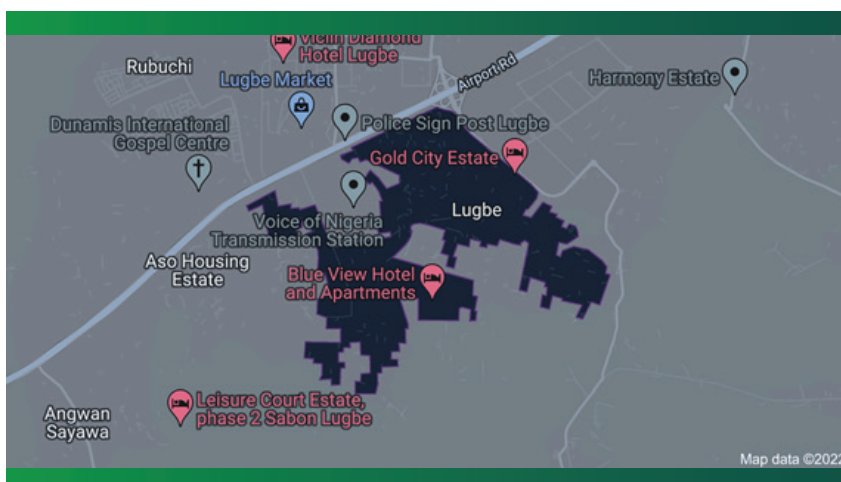 Viclin Diamond
Hotel Lugbe
Rubuchi
Lugbe Market
Airport Rd
Harmony Estate
Dunamis International
Gospel Centre
Police Sign Post Lugbe
Gold City Estate
Lugbe
Voice of Nigeria
Transmission Station
Aso Housing
Estate
Blue View Hotel
and Apartments
Leisure Court Estate,
phase 2 Sabon Lugbe
Angwan
Sayawa
Map data ©2022